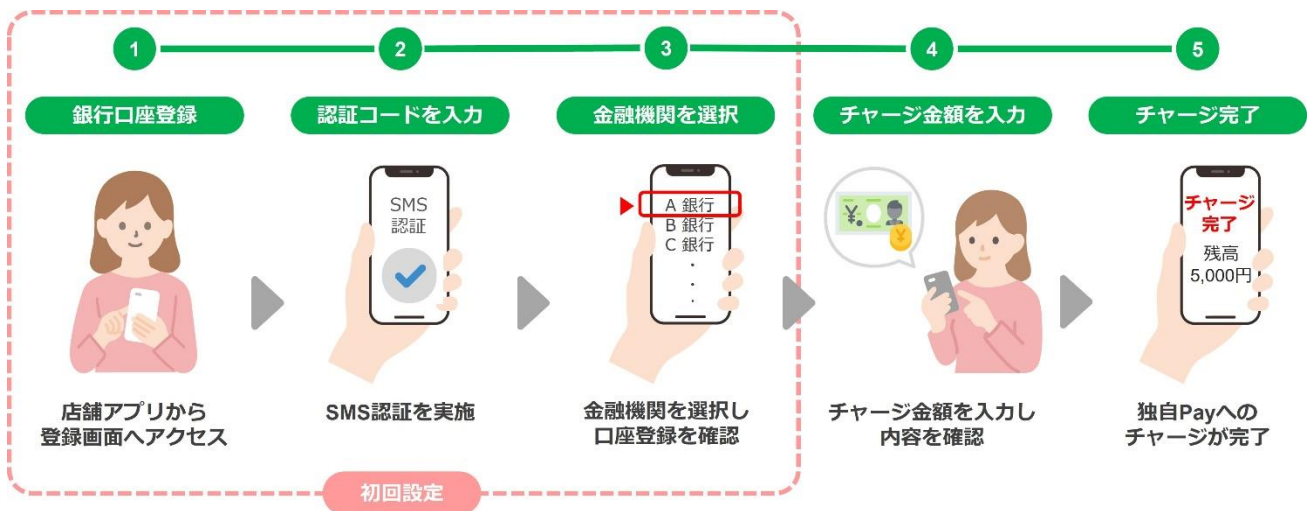 1
2
3
4
5
銀行口座登録
認証コードを入力
金融機関を選択
チャージ金額を入力
チャージ完了
SMS
認証
A 銀行
B 銀行
C 銀行
・
・
・
¥
¥
チャージ
完了
残高
5,000円
店舗アプリから
登録画面へアクセス
SMS認証を実施
金融機関を選択し
口座登録を確認
チャージ金額を入力し
内容を確認
独自Payへの
チャージが完了
初回設定